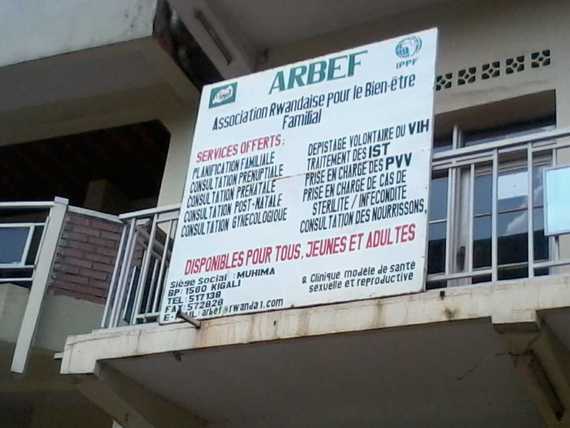 ARBEF
IPPF
Association Rwandaise pour le Bien-être
Familial
SERVICES OFFERTS:
PLANIFICATION FAMILIALE
CONSULTATION PRENUPTIALE
CONSULTATION PRENATALE
CONSULTATION POST-NATALE
CONSULTATION GYNECOLOGIQUE
DEPISTAGE VOLONTAIRE DU VIH
TRAITEMENT DES IST
PRISE EN CHARGE DES PVV
PRISE EN CHARGE DE CAS DE
STERILITE / INFECONDITE
CONSULTATION DES NOURRISSONS,
DISPONIBLES POUR TOUS, JEUNES ET ADULTES
Siège Social : MUHIMA
BP: 1580 KIGALI
TEL 517138
FAX: 572828
E-MAIL: arbef@rwanda1.com
& Clinique modèle de santé
sexuelle et reproductive